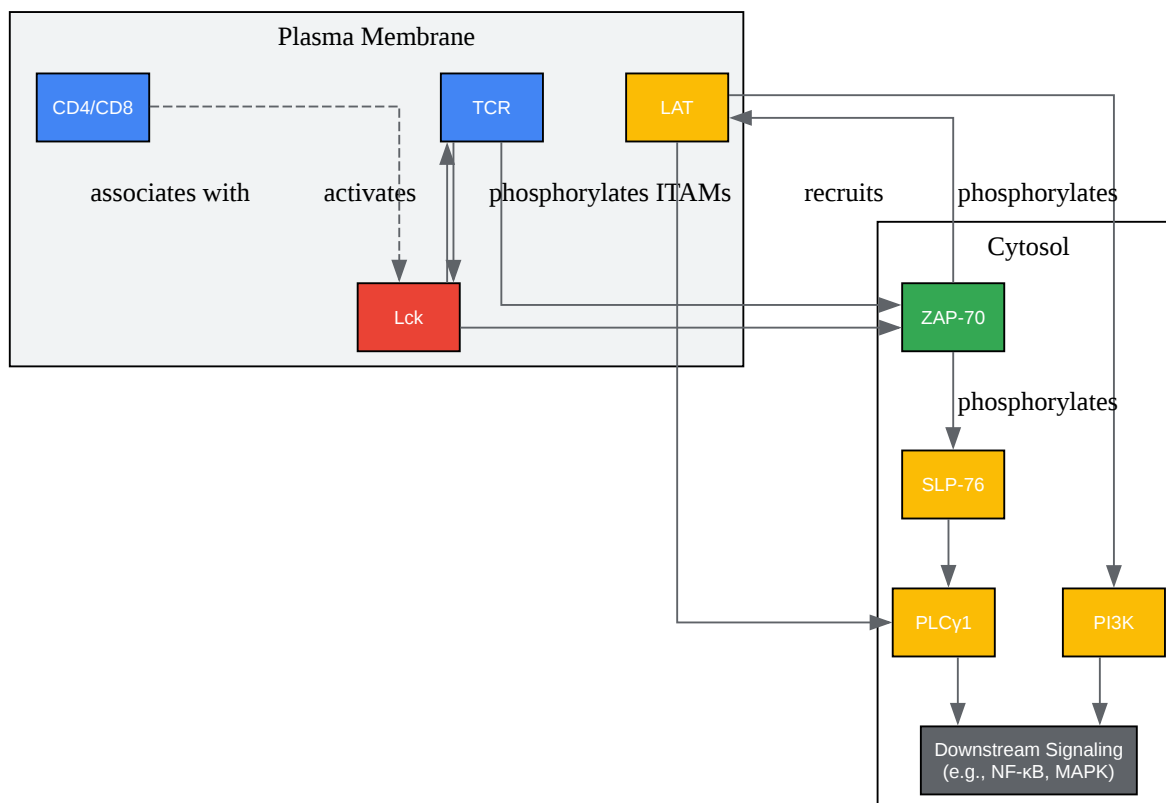 Plasma Membrane
CD4/CD8
TCR
LAT
associates with
activates
phosphorylates ITAMs
recruits
phosphorylates
Cytosol
Lck
ZAP-70
phosphorylates
SLP-76
PLCγ1
PI3K
Downstream Signaling
(e.g., NF-κB, MAPK)